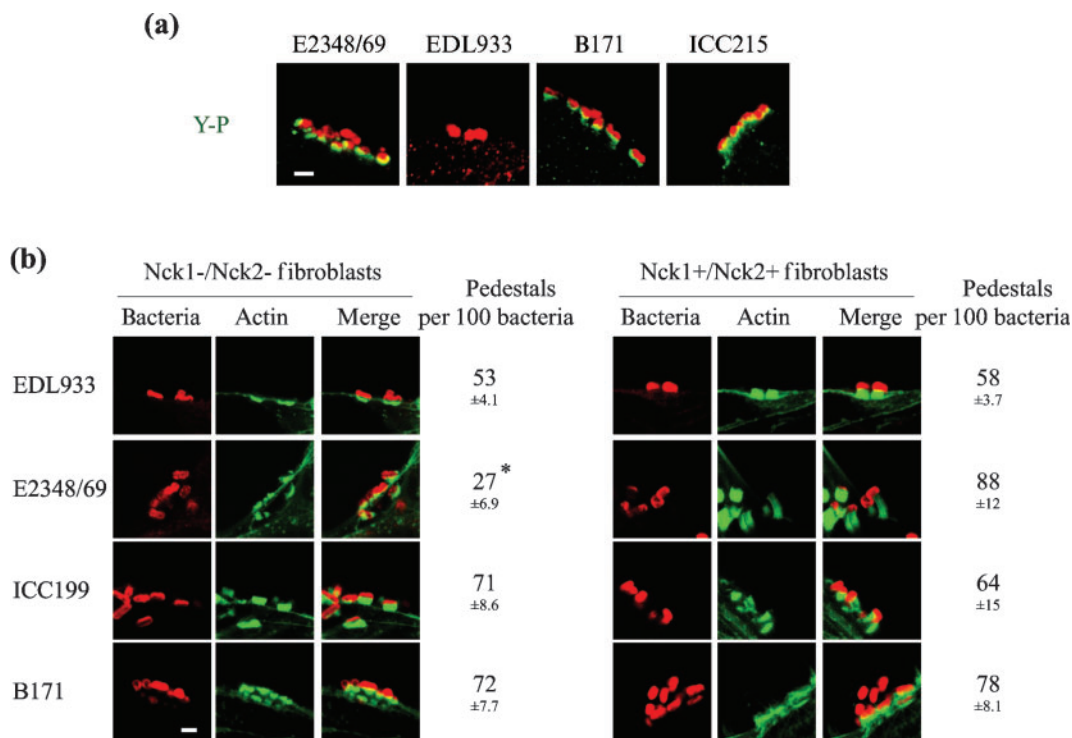 (a)
E2348/69 EDL933 B171 ICC215
Y-P
(b)
Nck1-/Nck2- fibroblasts Pedestals per 100 bacteria Nck1+/Nck2+ fibroblasts Pedestals per 100 bacteria
Bacteria Actin Merge Bacteria Actin Merge
EDL933 53 58
±4.1 ±3.7
E2348/69 27* 88
±6.9 ±12
ICC199 71 64
±8.6 ±15
B171 72 78
±7.7 ±8.1